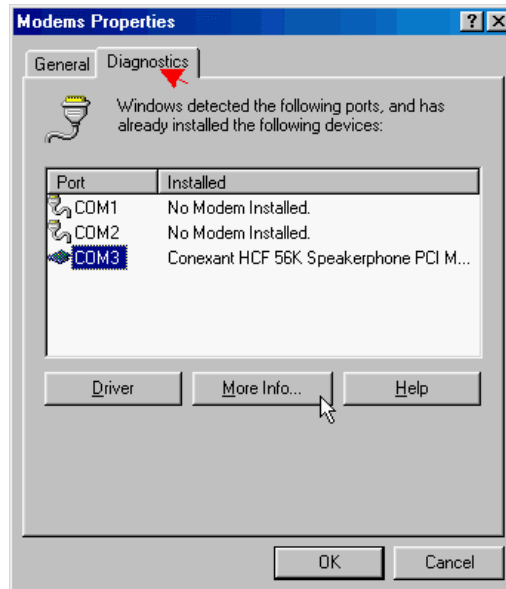 Modems Properties
General Diagnostics
Windows detected the following ports, and has
already installed the following devices:
Port Installed
COM1 No Modem Installed.
COM2 No Modem Installed.
COM3 Conexant HCF 56K Speakerphone PCI M...
Driver More Info... Help
OK Cancel